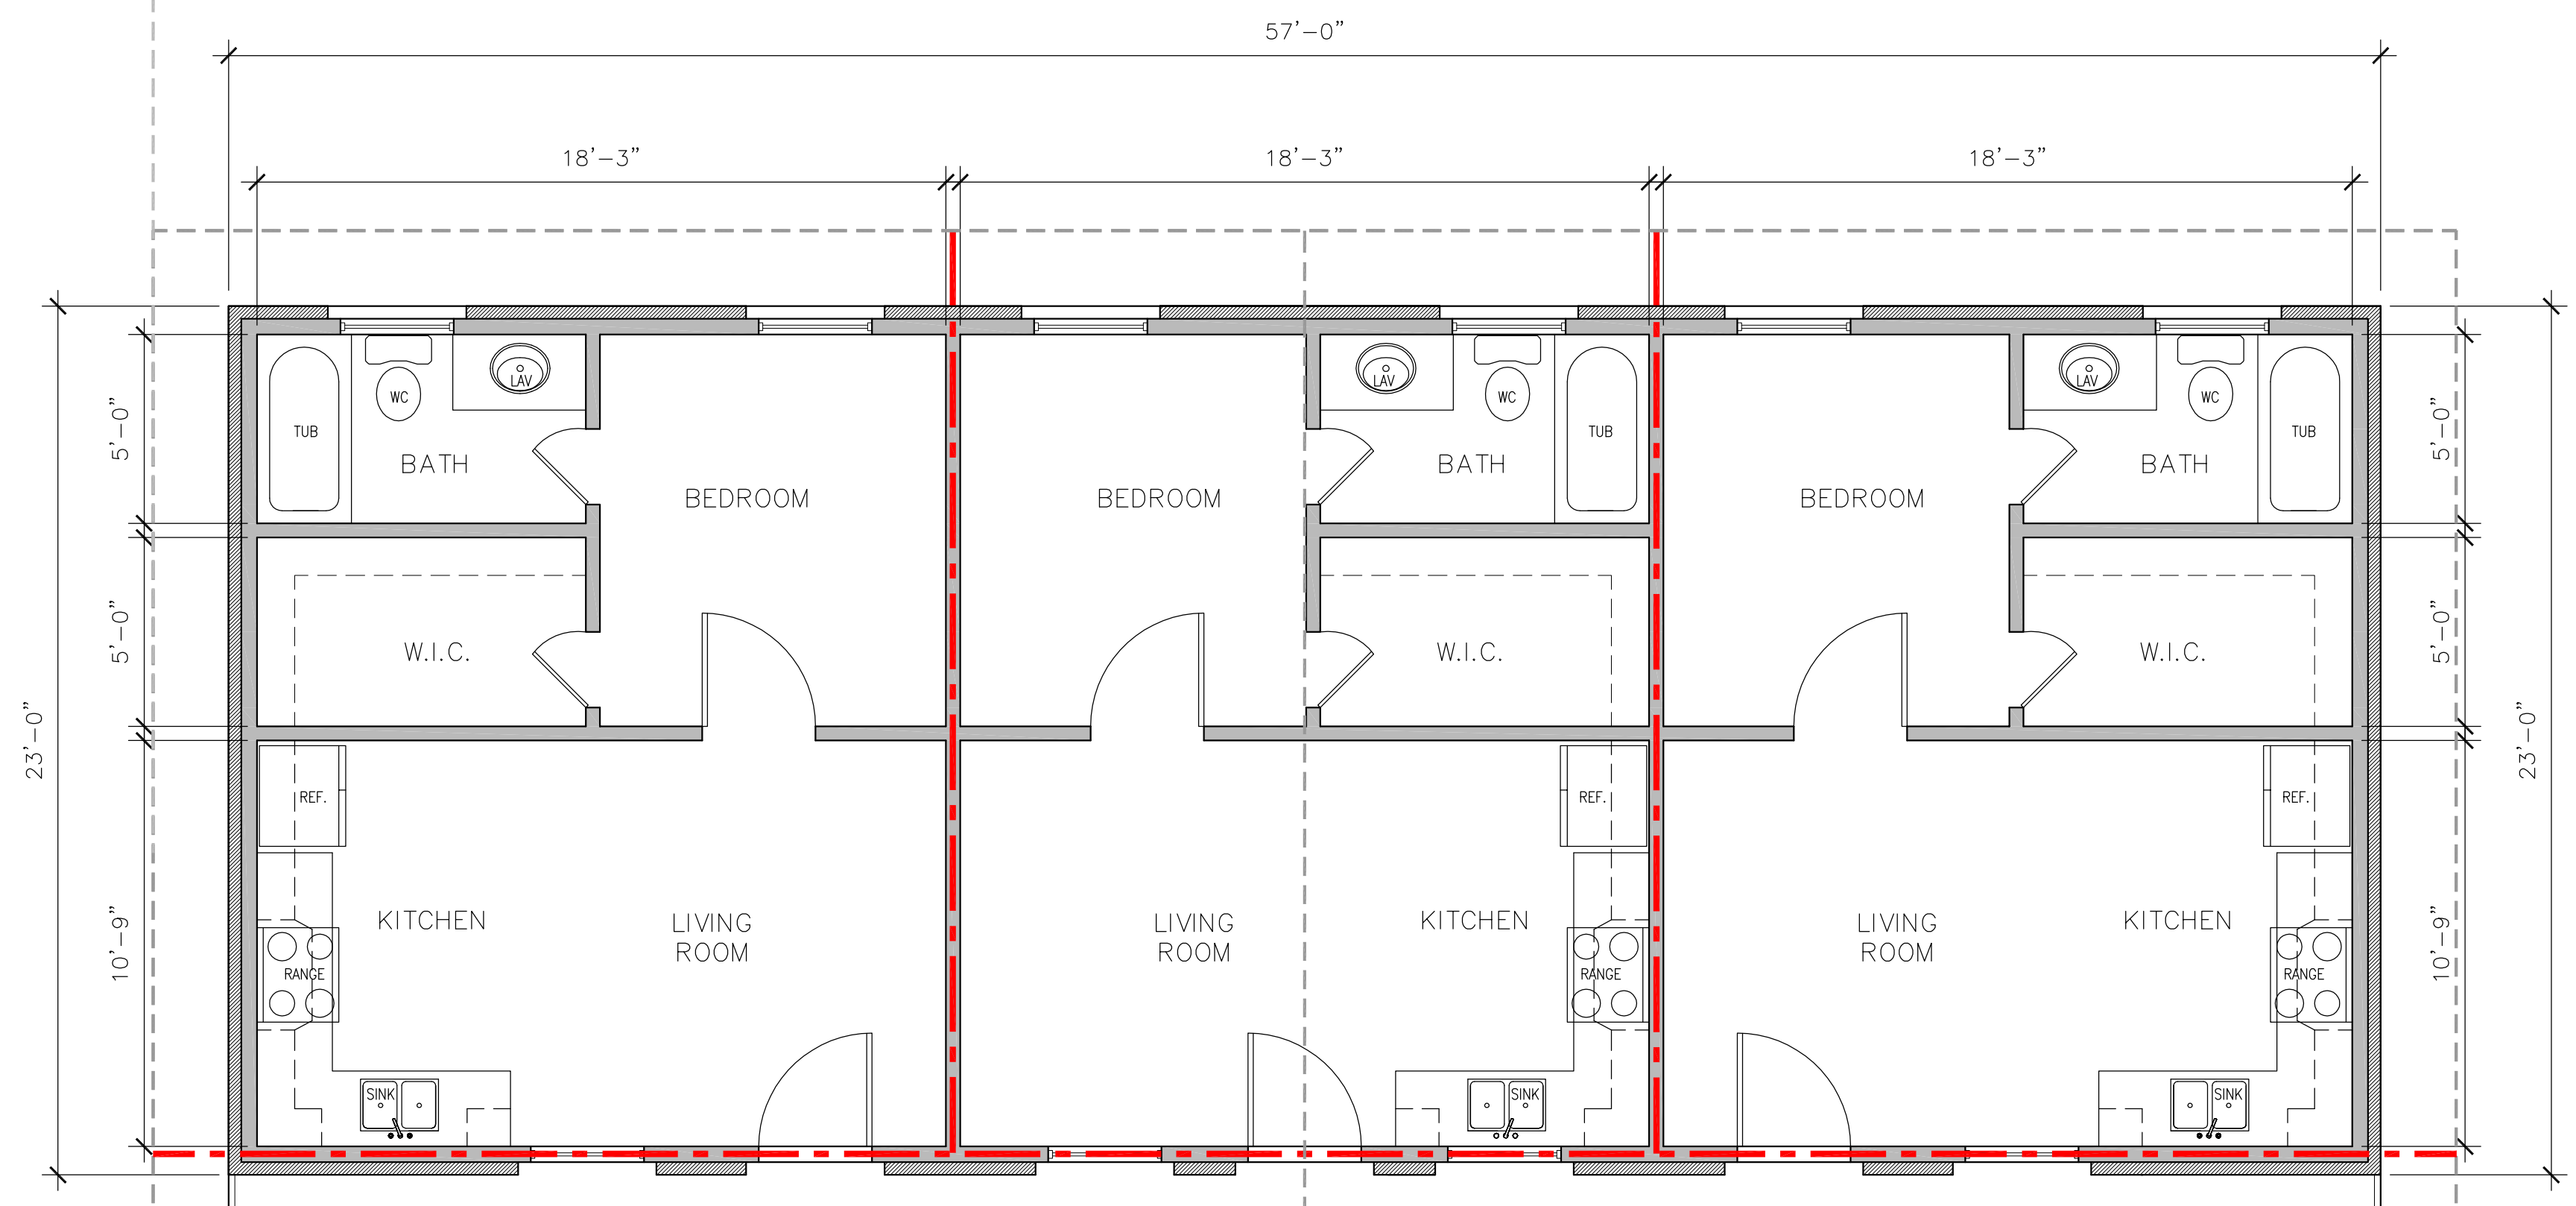 57'-0"
18'-3" 18'-3" 18'-3"
TUB WC LAV LAV WC TUB LAV WC TUB
5'-0" BATH BATH BATH 5'-0"
BEDROOM BEDROOM BEDROOM
5'-0" W.I.C. W.I.C. W.I.C. 5'-0"
23'-0" 23'-0"
REF. REF. REF.
10'-9" KITCHEN LIVING ROOM LIVING ROOM KITCHEN LIVING ROOM KITCHEN 10'-9"
RANGE RANGE RANGE
SINK SINK SINK